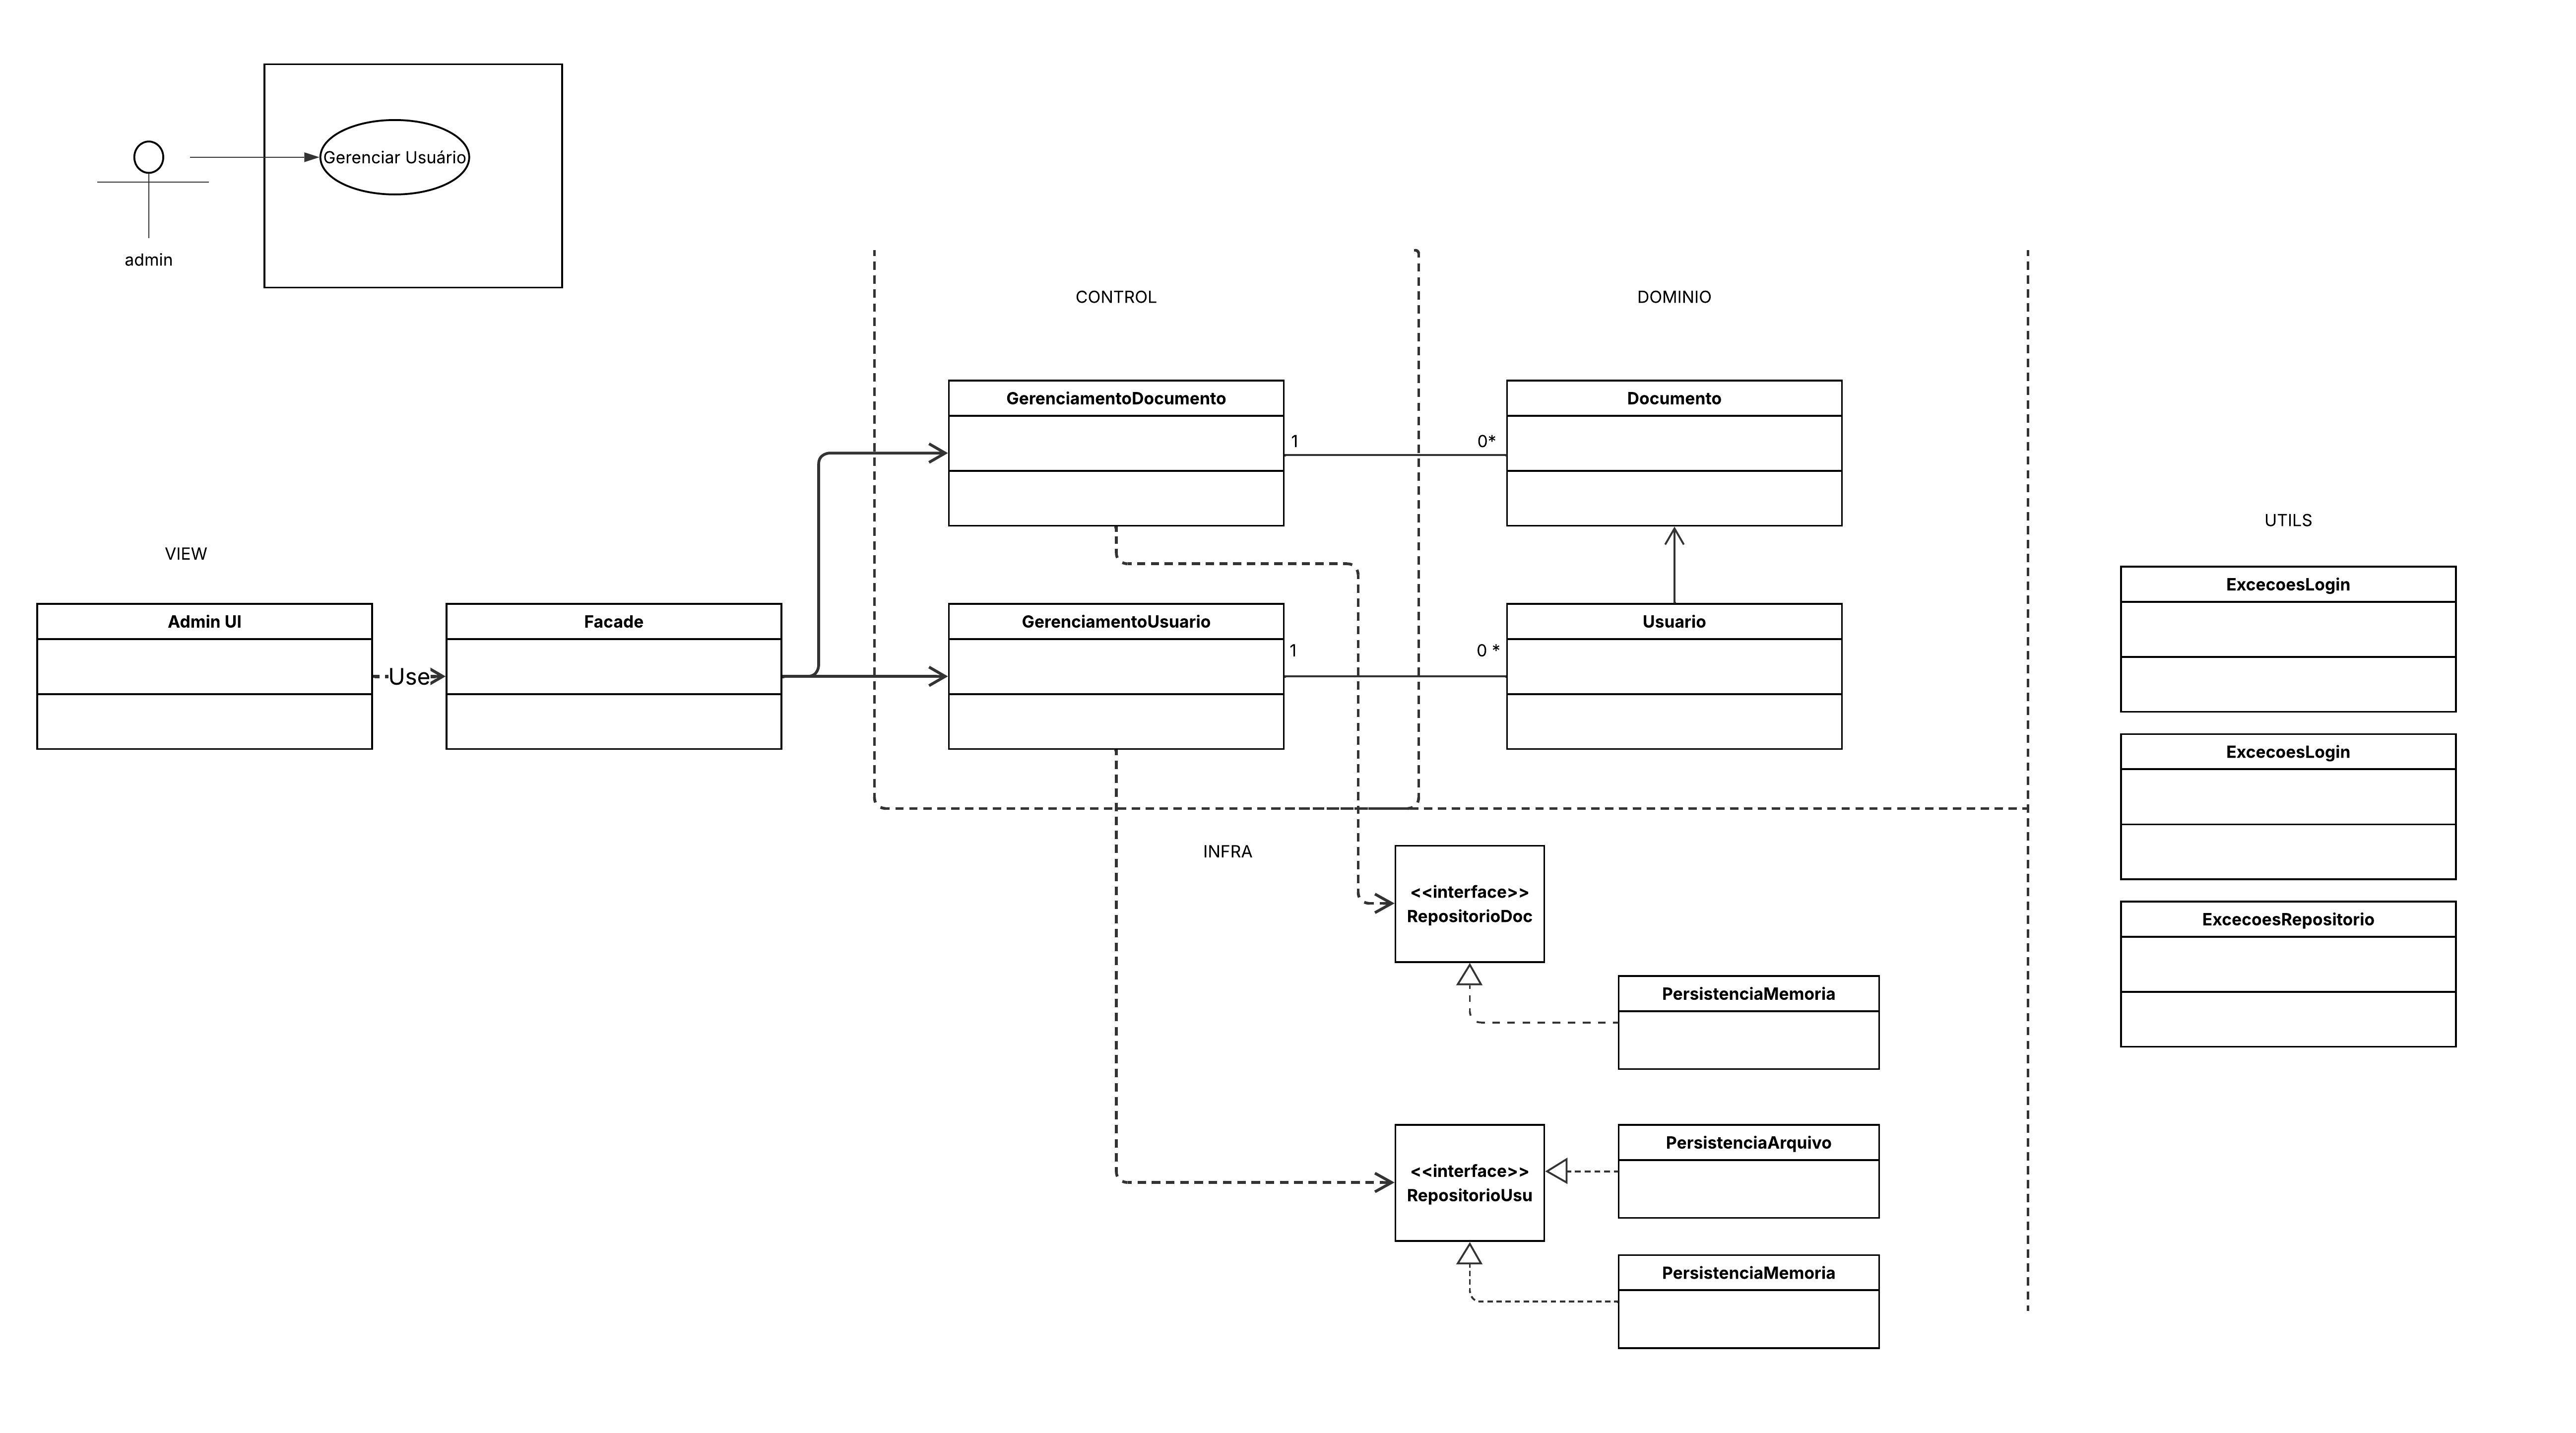 Gerenciar Usuário
admin
CONTROL
DOMINIO
GerenciamentoDocumento
Documento
1
0*
UTILS
VIEW
ExcecoesLogin
Admin UI
Facade
GerenciamentoUsuario
Usuario
1
0 *
Use
ExcecoesLogin
INFRA
<<interface>>
RepositorioDoc
ExcecoesRepositorio
PersistenciaMemoria
PersistenciaArquivo
<<interface>>
RepositorioUsu
PersistenciaMemoria